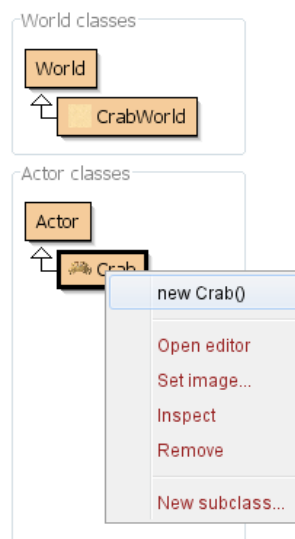 World classes
World
CrabWorld
Actor classes
Actor
Crab
new Crab()
Open editor
Set image...
Inspect
Remove
New subclass...